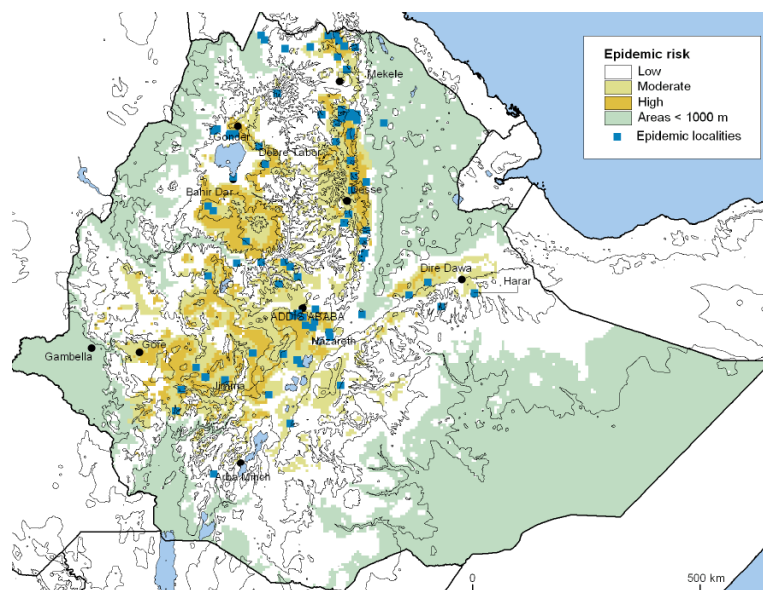 Epidemic risk
Low
Moderate
High
Areas < 1000 m
Epidemic localities
Mekele
Gonder
Debre Tabor
Bahir Dar
Dire Dawa
Harar
ADDIS ABABA
Nazareth
Gore
Gambella
Jimma
Arba Minch
0 500 km